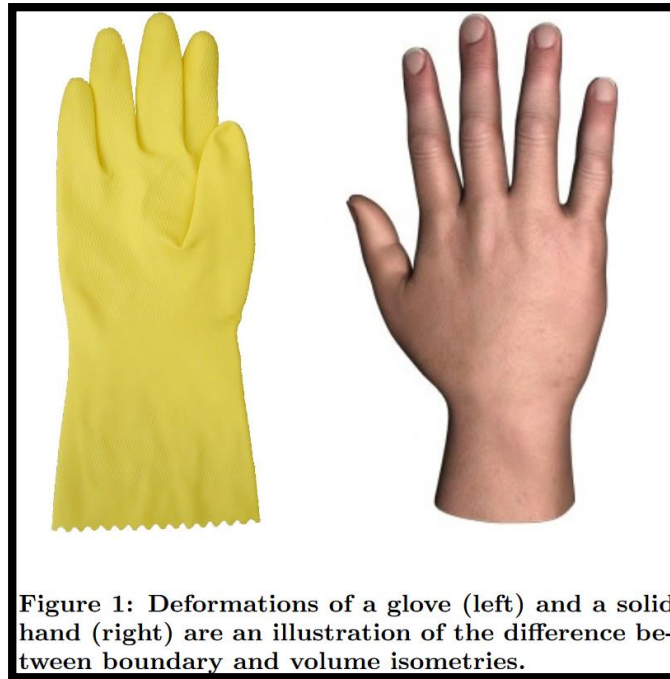 Figure 1: Deformations of a glove (left) and a solid
hand (right) are an illustration of the difference be-
tween boundary and volume isometries.